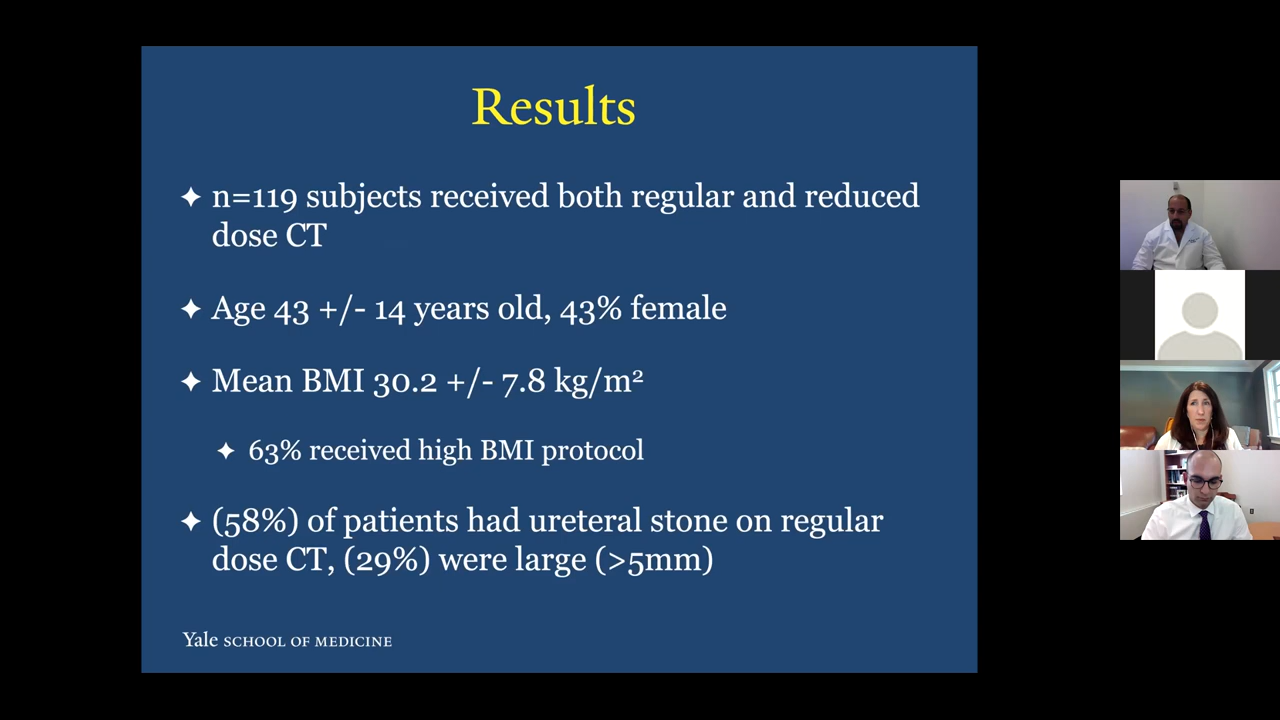 Results
✦ n=119 subjects received both regular and reduced
dose CT
✦ Age 43 +/- 14 years old, 43% female
✦ Mean BMI 30.2 +/- 7.8 kg/m²
✦ 63% received high BMI protocol
✦ (58%) of patients had ureteral stone on regular
dose CT, (29%) were large (>5mm)
Yale SCHOOL OF MEDICINE